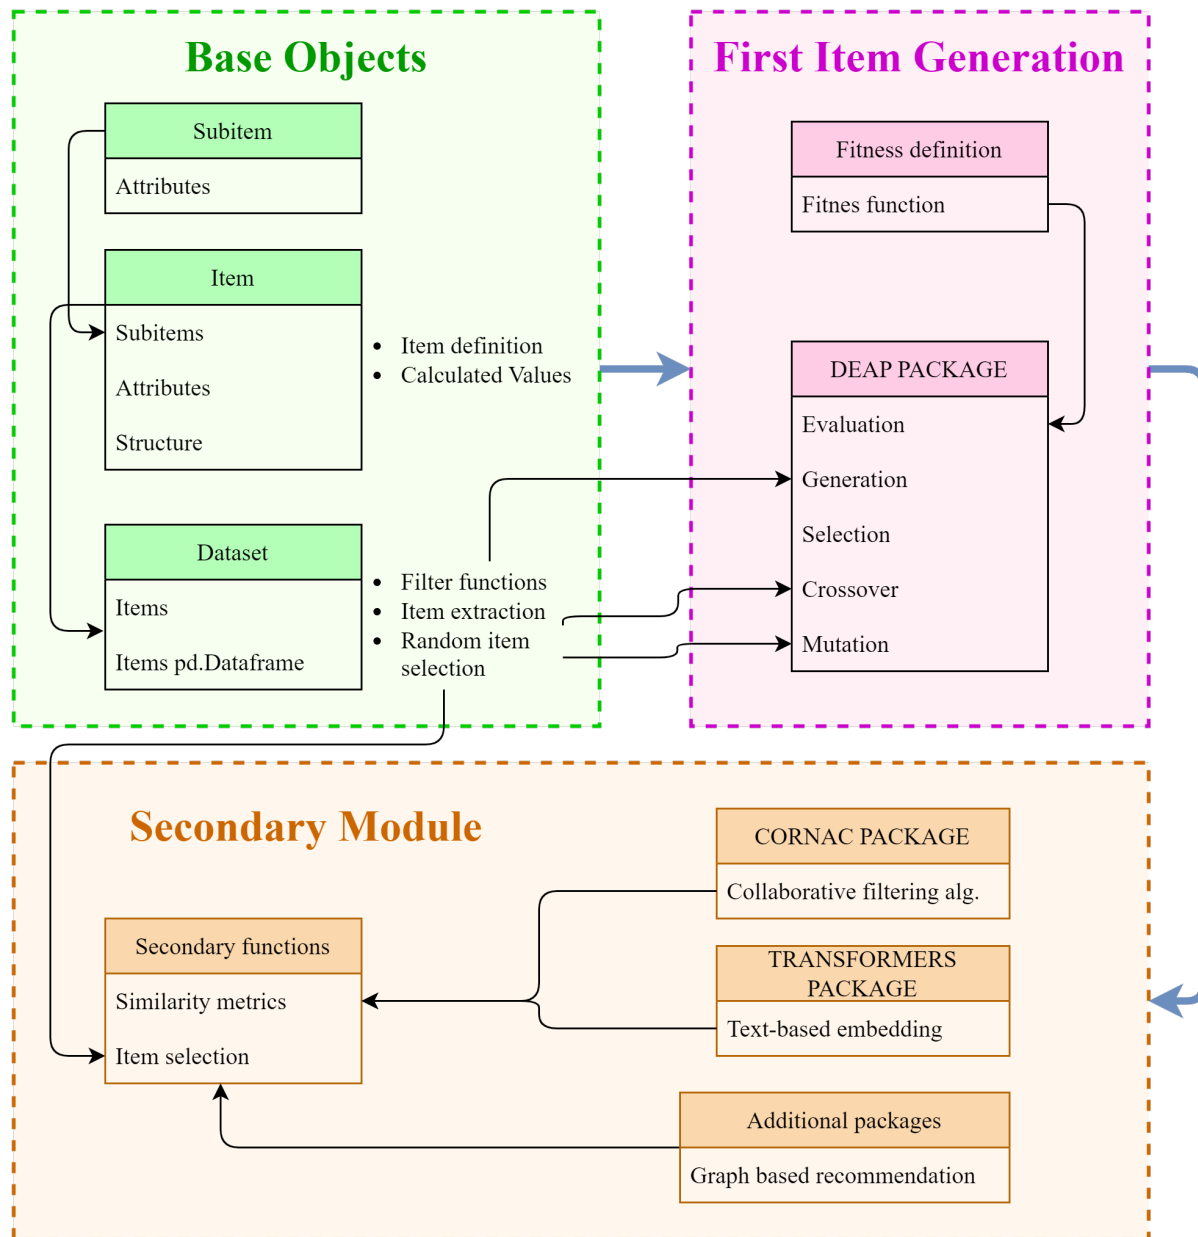 Base Objects
Subitem
Attributes
Item
Subitems
Attributes
Structure
• Item definition
• Calculated Values
Dataset
Items
Items pd.Dataframe
• Filter functions
• Item extraction
• Random item
selection
First Item Generation
Fitness definition
Fitnes function
DEAP PACKAGE
Evaluation
Generation
Selection
Crossover
Mutation
Secondary Module
Secondary functions
Similarity metrics
Item selection
CORNAC PACKAGE
Collaborative filtering alg.
TRANSFORMERS
PACKAGE
Text-based embedding
Additional packages
Graph based recommendation